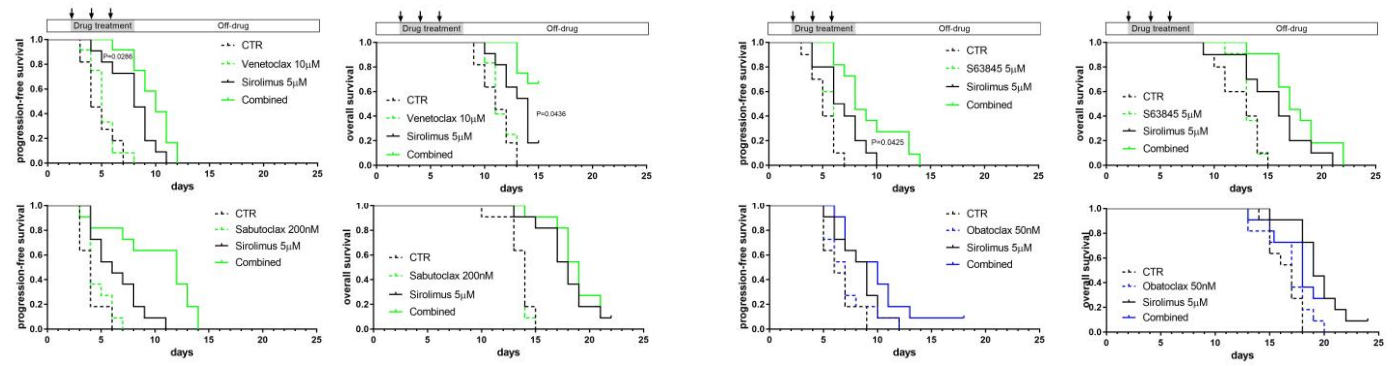 Drug treatment Off-drug
progression-free survival
1.0
0.8
0.6
0.4
0.2
0.0
P=0.0286
CTR
Venetoclax 10µM
Sirolimus 5µM
Combined
0 5 10 15 20 25
days
Drug treatment Off-drug
overall survival
1.0
0.8
0.6
0.4
0.2
0.0
CTR
Venetoclax 10µM
Sirolimus 5µM
Combined
P=0.0436
0 5 10 15 20 25
days
Drug treatment Off-drug
progression-free survival
1.0
0.8
0.6
0.4
0.2
0.0
CTR
S63845 5µM
Sirolimus 5µM
Combined
P=0.0425
0 5 10 15 20 25
days
Drug treatment Off-drug
overall survival
1.0
0.8
0.6
0.4
0.2
0.0
CTR
S63845 5µM
Sirolimus 5µM
Combined
0 5 10 15 20 25
days
progression-free survival
1.0
0.8
0.6
0.4
0.2
0.0
CTR
Sabutoclax 200nM
Sirolimus 5µM
Combined
0 5 10 15 20 25
days
overall survival
1.0
0.8
0.6
0.4
0.2
0.0
CTR
Sabutoclax 200nM
Sirolimus 5µM
Combined
0 5 10 15 20 25
days
progression-free survival
1.0
0.8
0.6
0.4
0.2
0.0
CTR
Obatoclax 50nM
Sirolimus 5µM
Combined
0 5 10 15 20 25
days
overall survival
1.0
0.8
0.6
0.4
0.2
0.0
CTR
Obatoclax 50nM
Sirolimus 5µM
Combined
0 5 10 15 20 25
days